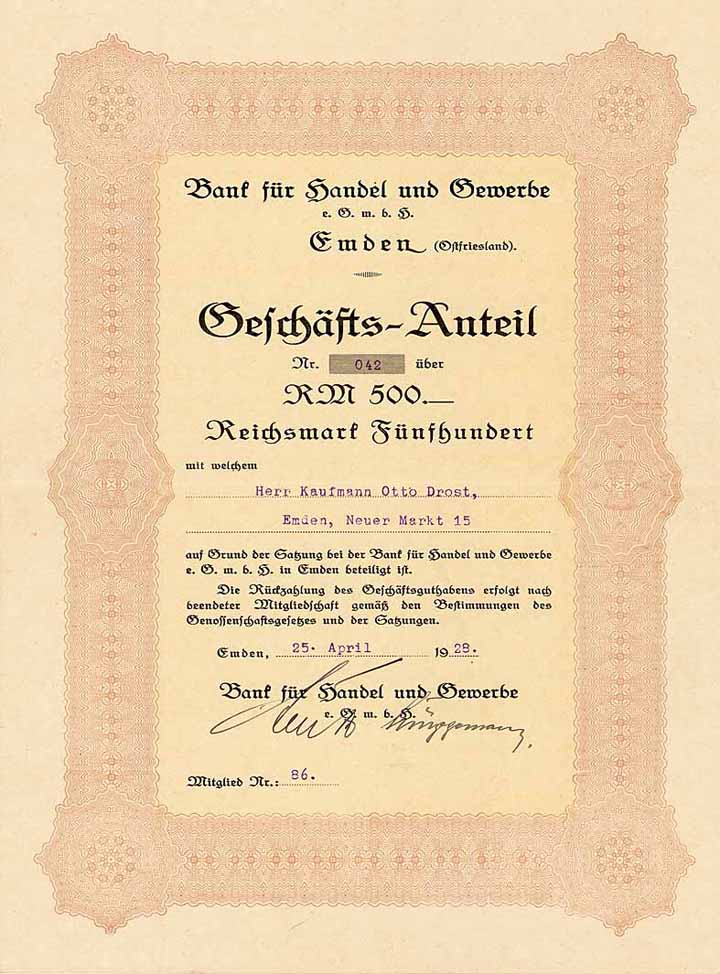 Bank für Handel und Gewerbe
e. G. m. b. H.
Emden (Ostfriesland).
Geschäfts-Anteil
Nr. 042 über
RM 500.—
Reichsmark Fünfhundert
mit welchem
Herr Kaufmann Otto Drost,
Emden, Neuer Markt 15
auf Grund der Satzung bei der Bank für Handel und Gewerbe
e. G. m. b. H. in Emden beteiligt ist.
Die Rückzahlung des Geschäftsguthabens erfolgt nach
beendeter Mitgliedschaft gemäß den Bestimmungen des
Genossenschaftsgesetzes und der Satzungen.
Emden, 25. April 1928.
Bank für Handel und Gewerbe
e. G. m. b. H.
Mitglied Nr.: 86.